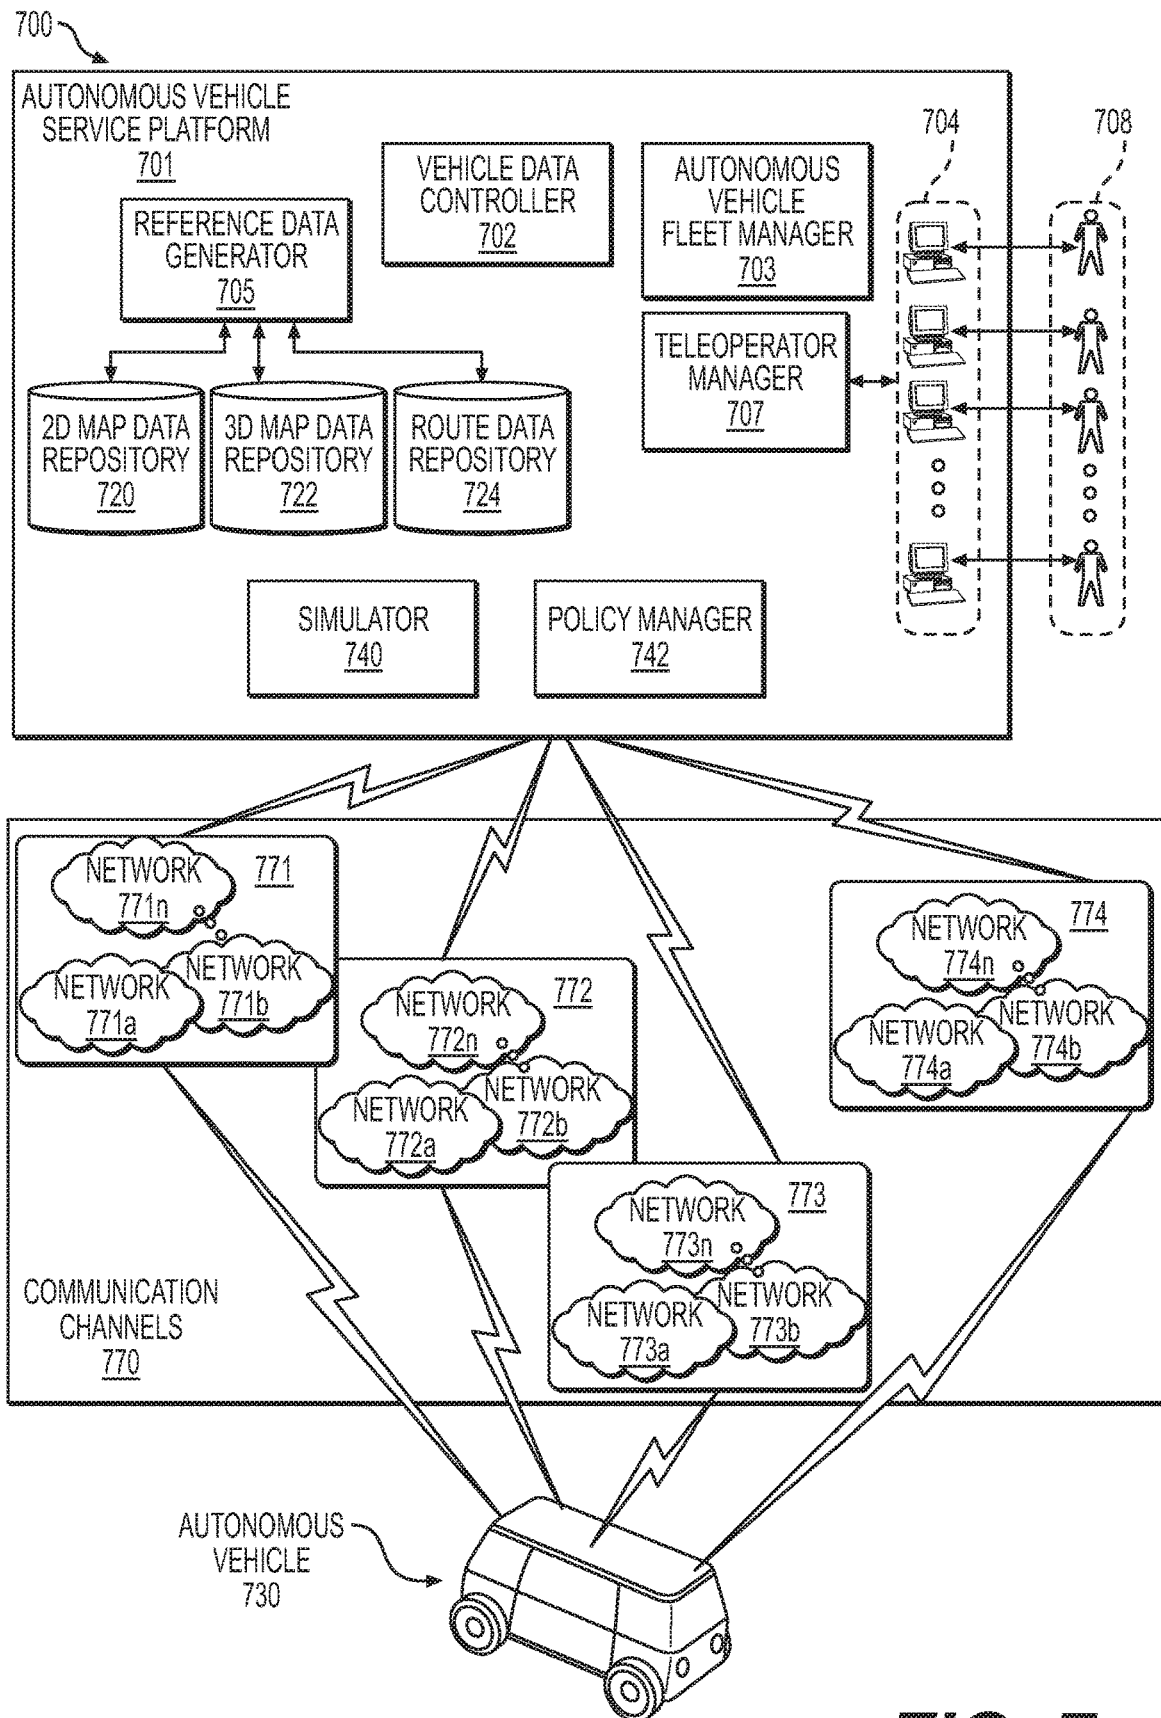 700
AUTONOMOUS VEHICLE
SERVICE PLATFORM
701
704
708
VEHICLE DATA
CONTROLLER
702
AUTONOMOUS
VEHICLE
FLEET MANAGER
703
REFERENCE DATA
GENERATOR
705
TELEOPERATOR
MANAGER
707
2D MAP DATA
REPOSITORY
720
3D MAP DATA
REPOSITORY
722
ROUTE DATA
REPOSITORY
724
SIMULATOR
740
POLICY MANAGER
742
NETWORK
771n
771
NETWORK
771a
NETWORK
771b
NETWORK
772n
772
NETWORK
772a
NETWORK
772b
NETWORK
773n
773
NETWORK
773a
NETWORK
773b
NETWORK
774n
774
NETWORK
774a
NETWORK
774b
COMMUNICATION
CHANNELS
770
AUTONOMOUS
VEHICLE
730